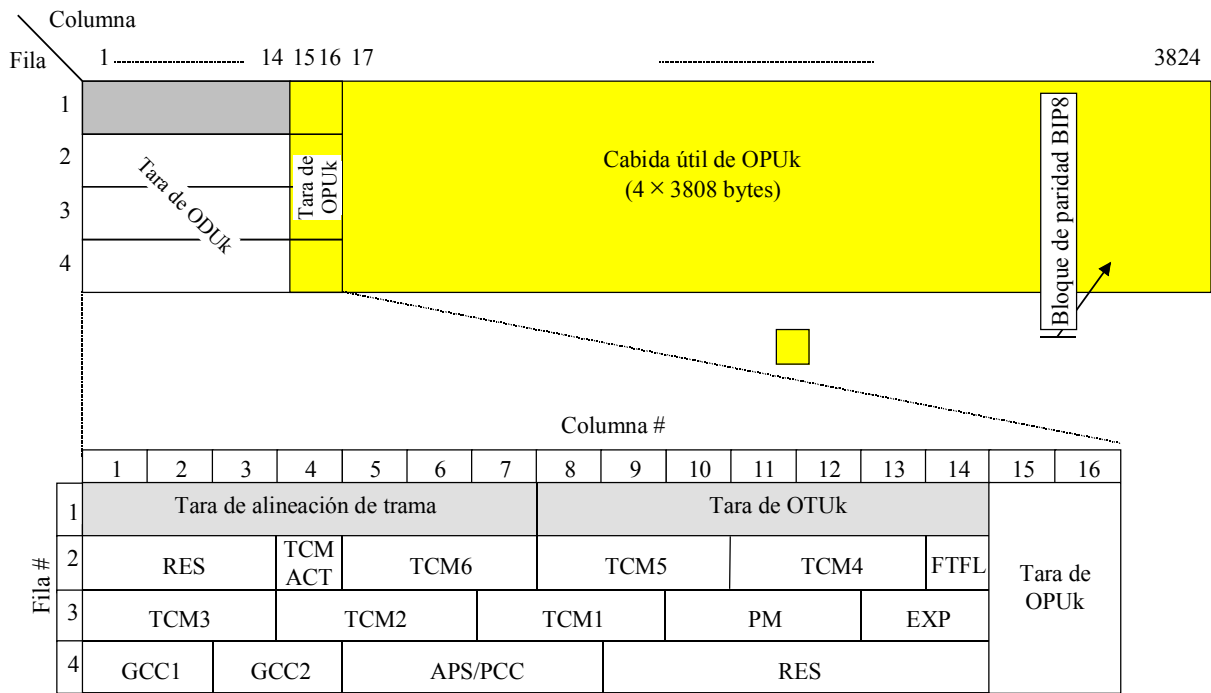 Columna
Fila 1 14 15 16 17 3824
1
2
3
4
Tara de ODUk
Tara de
OPUk
Cabida útil de OPUk
(4 × 3808 bytes)
Bloque de paridad BIP8
Columna #
1 2 3 4 5 6 7 8 9 10 11 12 13 14 15 16
Fila #
1 Tara de alineación de trama Tara de OTUk
2 RES TCM
ACT TCM6 TCM5 TCM4 FTFL
Tara de
OPUk
3 TCM3 TCM2 TCM1 PM EXP
4 GCC1 GCC2 APS/PCC RES